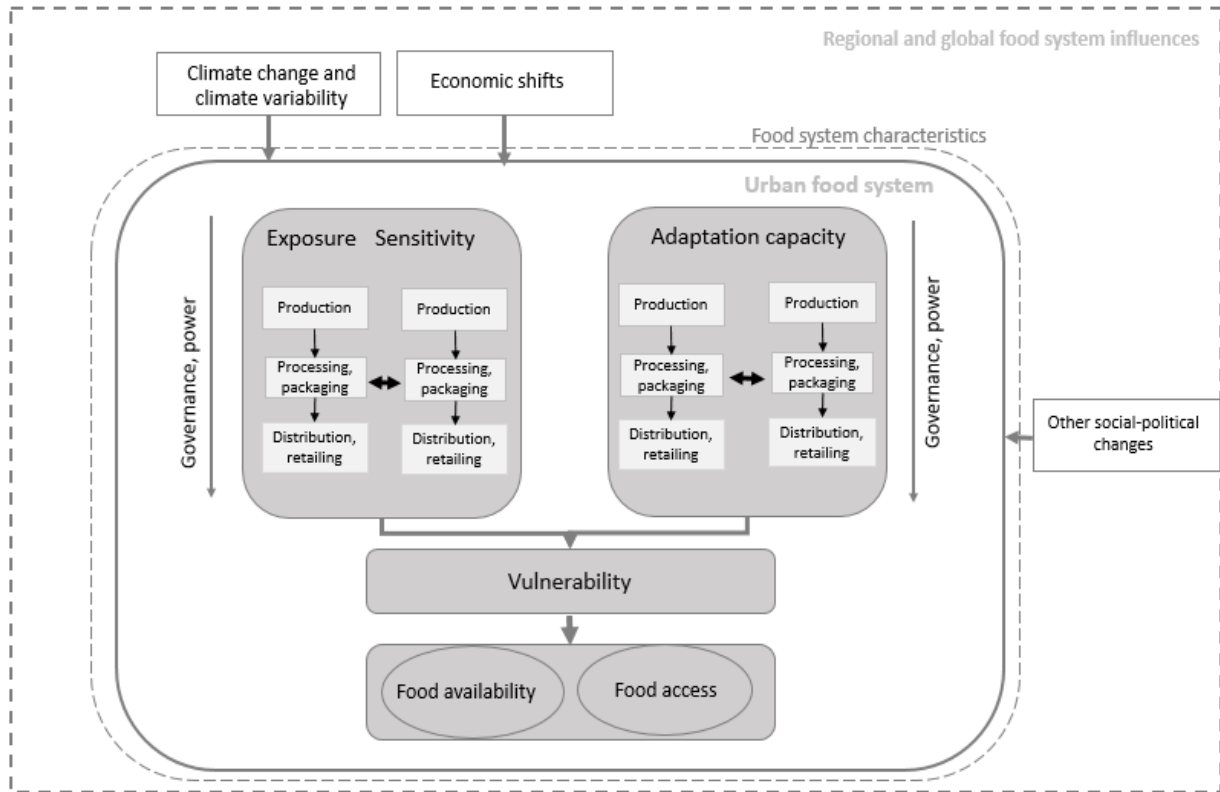 Regional and global food system influences
Climate change and
climate variability
Economic shifts
Food system characteristics
Urban food system
Governance, power
Exposure Sensitivity
Production
Processing,
packaging
Distribution,
retailing
Production
Processing,
packaging
Distribution,
retailing
Adaptation capacity
Production
Processing,
packaging
Distribution,
retailing
Production
Processing,
packaging
Distribution,
retailing
Governance, power
Other social-political
changes
Vulnerability
Food availability
Food access